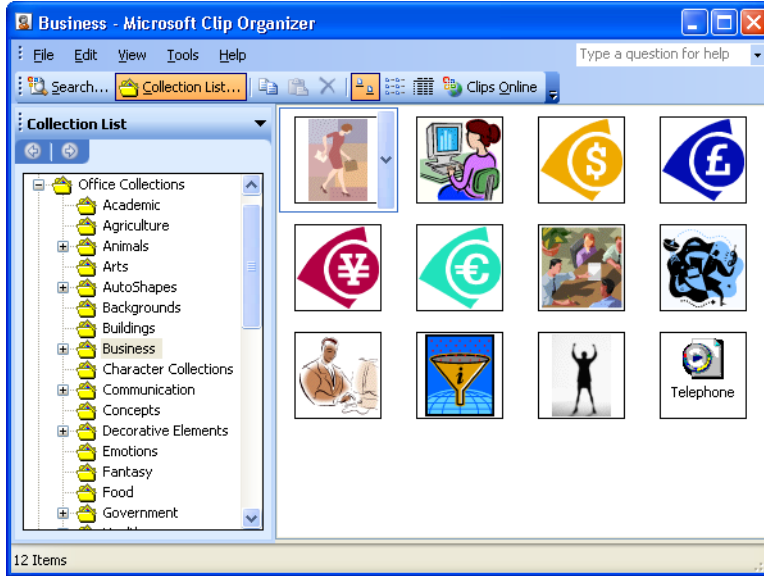 Business - Microsoft Clip Organizer
File Edit View Tools Help
Type a question for help
Search... Collection List... Clips Online
Collection List
Office Collections
Academic
Agriculture
Animals
Arts
AutoShapes
Backgrounds
Buildings
Business
Character Collections
Communication
Concepts
Decorative Elements
Emotions
Fantasy
Food
Government
$
£
¥
€
i
Telephone
12 Items